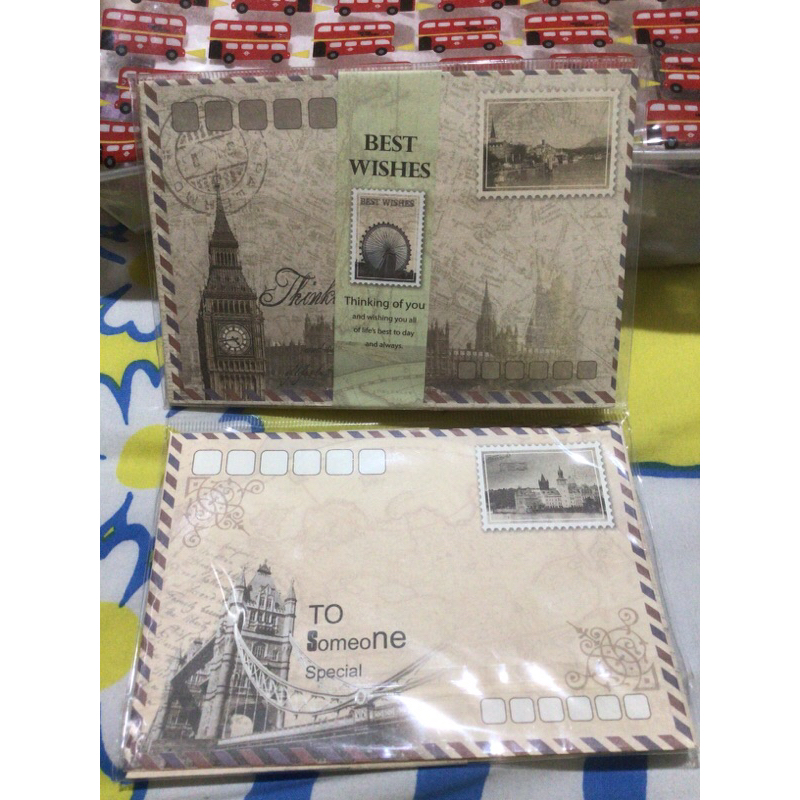 BEST
WISHES
BEST WISHES
Think
Thinking of you
and wishing you all
of life's best to day
and always.
TO
Someone
Special